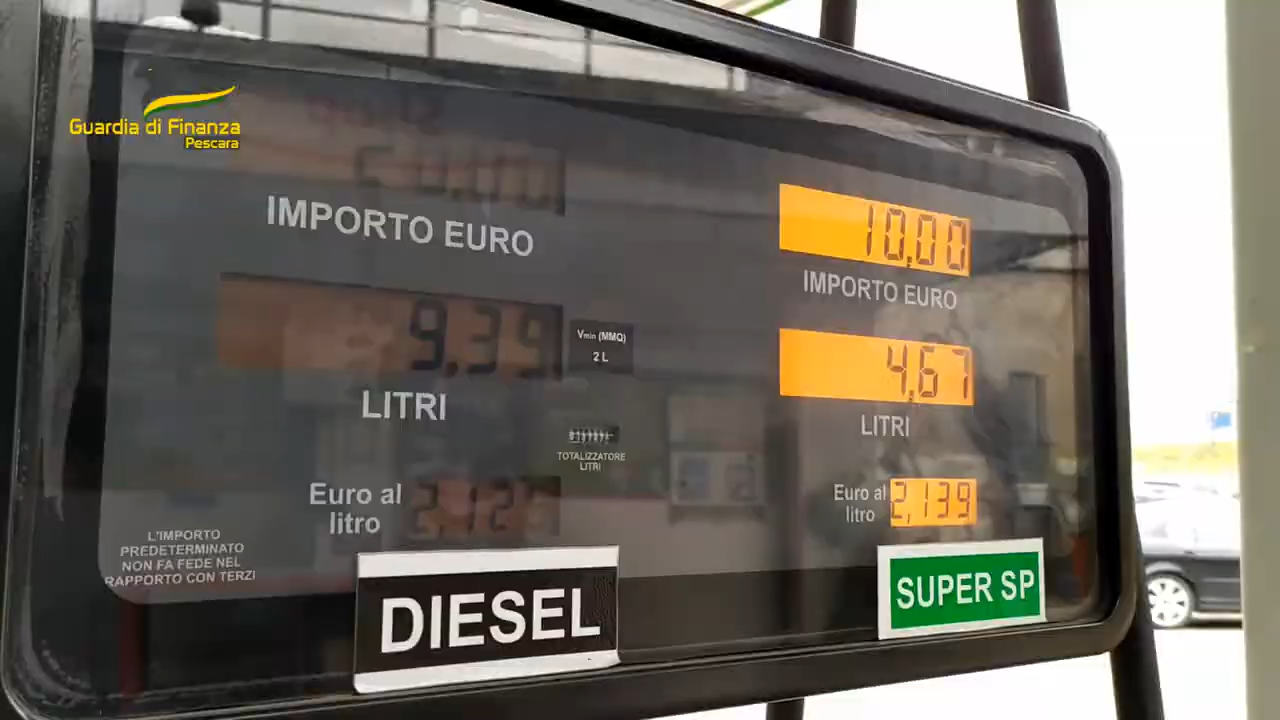 Guardia di Finanza
Pescara
IMPORTO EURO
9,39
Vmin (MMQ)
2 L
LITRI
TOTALIZZATORE
LITRI
Euro al
litro
L'IMPORTO
PREDETERMINATO
NON FA FEDE NEL
RAPPORTO CON TERZI
DIESEL
10,00
IMPORTO EURO
4,67
LITRI
Euro al
litro
2,139
SUPER SP